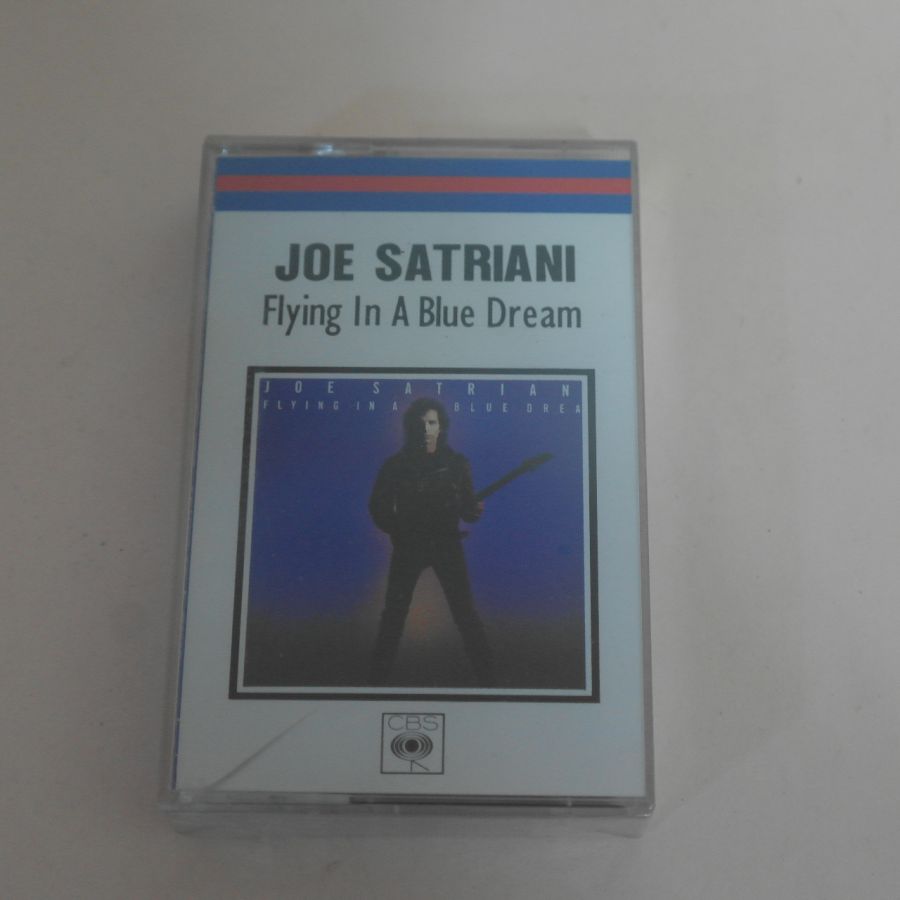 JOE SATRIANI
Flying In A Blue Dream
JOE SATRIAN
FLYING IN A BLUE DREA
CBS